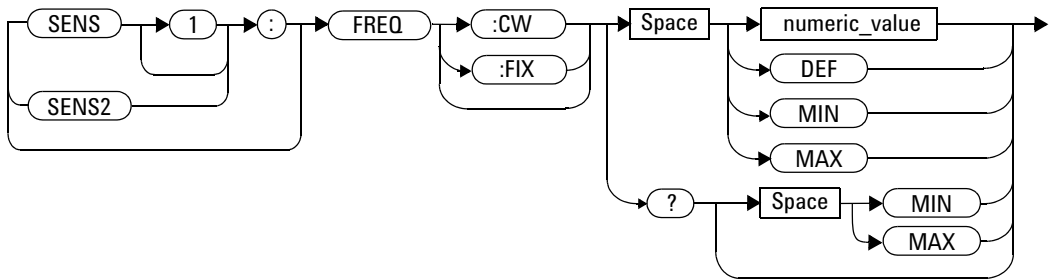 SENS 1 : FREQ :CW Space numeric_value
:FIX DEF
SENS2 MIN
MAX
? Space MIN
MAX